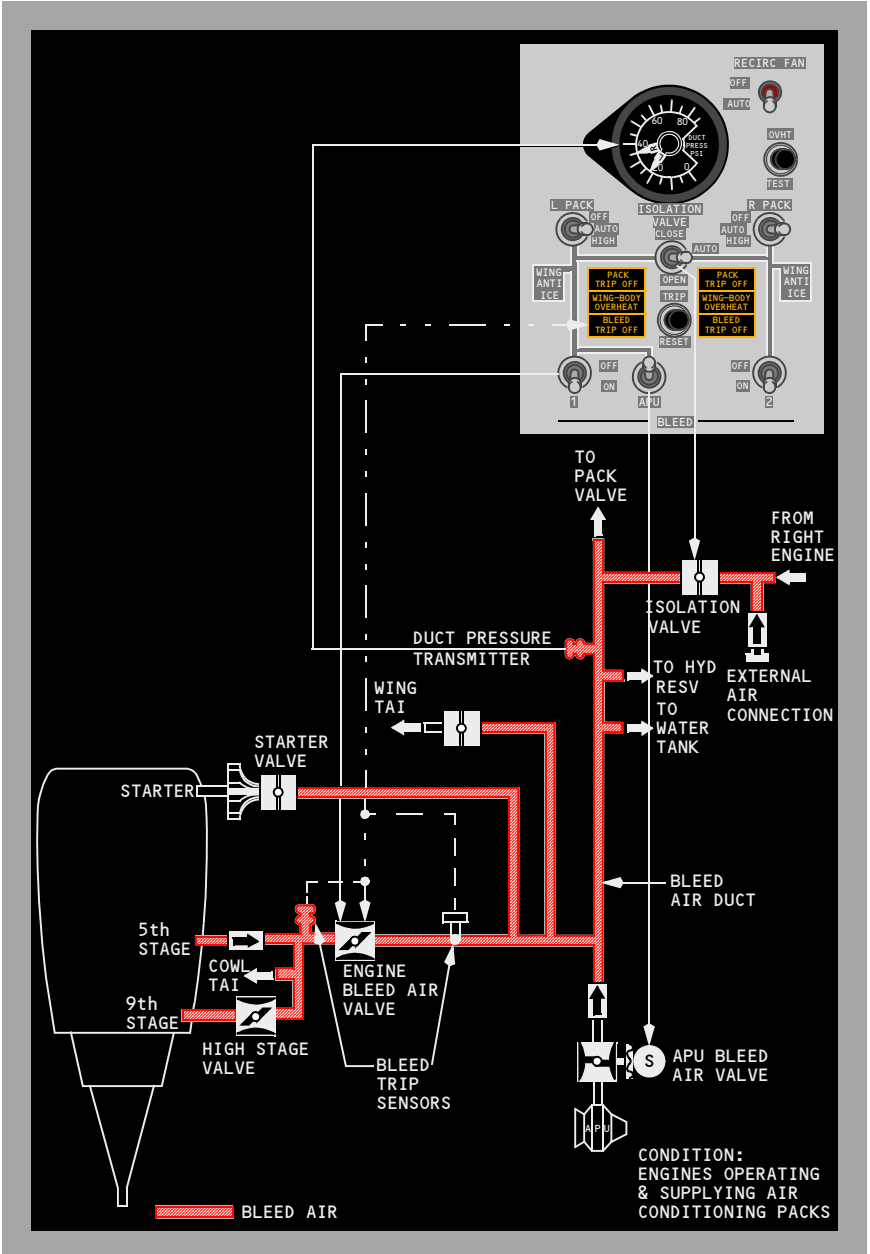 RECIRC FAN
OFF
AUTO
60
80
40
20
0
DUCT
PRESS
PSI
OVHT
TEST
L PACK
OFF
AUTO
HIGH
ISOLATION
VALVE
CLOSE
AUTO
OPEN
R PACK
OFF
AUTO
HIGH
WING
ANTI
ICE
PACK
TRIP OFF
WING-BODY
OVERHEAT
BLEED
TRIP OFF
TRIP
RESET
PACK
TRIP OFF
WING-BODY
OVERHEAT
BLEED
TRIP OFF
WING
ANTI
ICE
OFF
ON
1
APU
OFF
ON
2
BLEED
TO
PACK
VALVE
FROM
RIGHT
ENGINE
ISOLATION
VALVE
DUCT PRESSURE
TRANSMITTER
TO HYD
RESV
EXTERNAL
AIR
CONNECTION
WING
TAI
TO
WATER
TANK
STARTER
VALVE
STARTER
BLEED
AIR DUCT
5th
STAGE
COWL
TAI
9th
STAGE
ENGINE
BLEED AIR
VALVE
HIGH STAGE
VALVE
BLEED
TRIP
SENSORS
S
APU BLEED
AIR VALVE
APU
CONDITION:
ENGINES OPERATING
& SUPPLYING AIR
CONDITIONING PACKS
BLEED AIR